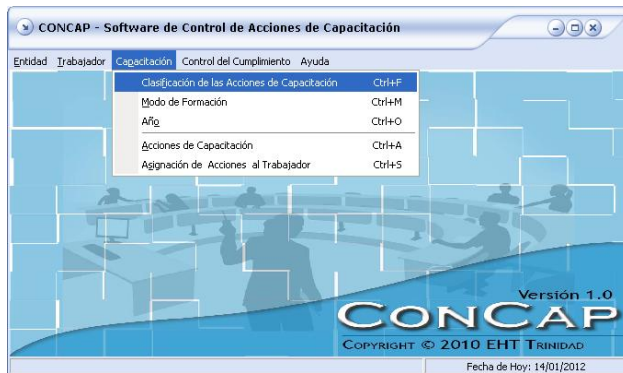 CONCAP - Software de Control de Acciones de Capacitación
Entidad Trabajador Capacitación Control del Cumplimiento Ayuda
Clasificación de las Acciones de Capacitación Ctrl+F
Modo de Formación Ctrl+M
Año Ctrl+O
Acciones de Capacitación Ctrl+A
Asignación de Acciones al Trabajador Ctrl+S
Versión 1.0
CONCAP
COPYRIGHT © 2010 EHT TRINIDAD
Fecha de Hoy: 14/01/2012